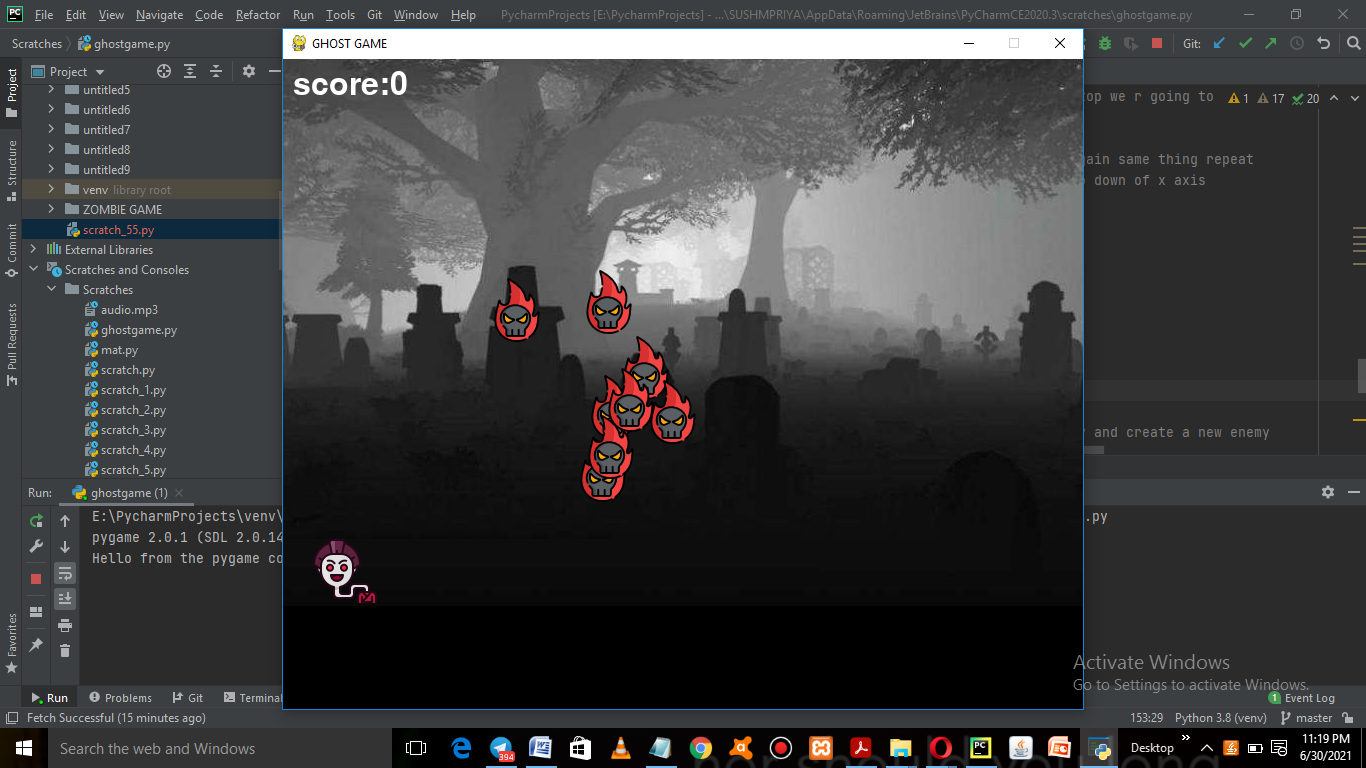 PC File Edit View Navigate Code Refactor Run Tools Git Window Help PycharmProjects [E:\PycharmProjects] - ...\SUSHMPRIYA\AppData\Roaming\JetBrains\PyCharmCE2020.3\scratches\ghostgame.py
Scratches ghostgame.py
GHOST GAME
Git:
Project
score:0
untitled5
untitled6
untitled7
untitled8
untitled9
venv library root
ZOMBIE GAME
scratch_55.py
External Libraries
Scratches and Consoles
Scratches
audio.mp3
ghostgame.py
mat.py
scratch.py
scratch_1.py
scratch_2.py
scratch_3.py
scratch_4.py
scratch_5.py
Project
Structure
Commit
Pull Requests
Favorites
op we r going to
1 17 20
ain same thing repeat
down of x axis
and create a new enemy
Run: ghostgame (1)
E:\PycharmProjects\venv\
.py
pygame 2.0.1 (SDL 2.0.14
Hello from the pygame co
Activate Windows
Go to Settings to activate Windows.
Run Problems Git Terminal
1 Event Log
Fetch Successful (15 minutes ago)
153:29 Python 3.8 (venv) master
Search the web and Windows
394
Desktop
11:19 PM
6/30/2021